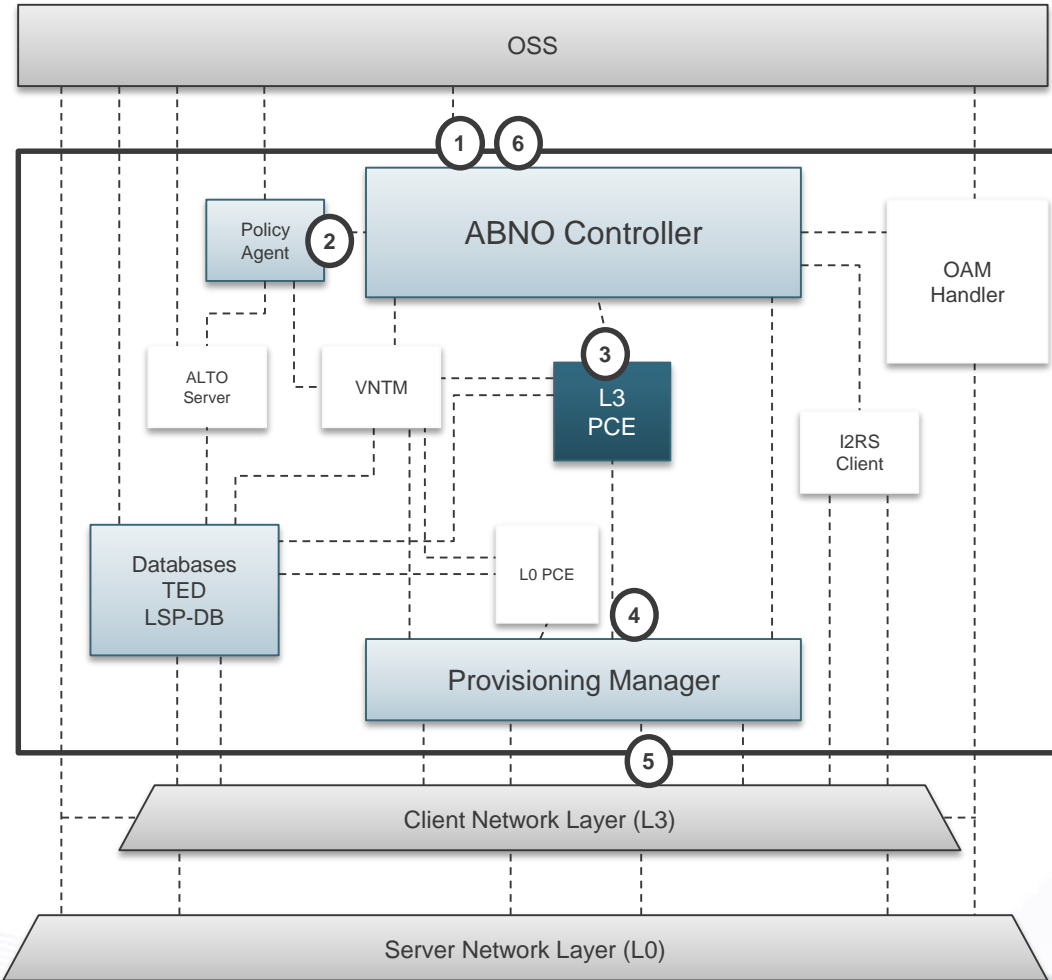 OSS
1
6
Policy
Agent
2
ABNO Controller
OAM
Handler
3
ALTO
Server
VNTM
L3
PCE
I2RS
Client
Databases
TED
LSP-DB
L0 PCE
4
Provisioning Manager
5
Client Network Layer (L3)
Server Network Layer (L0)